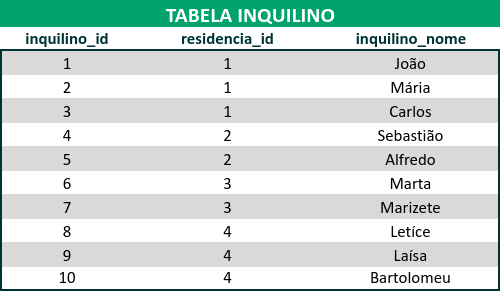 TABELA INQUILINO
inquilino_id residencia_id inquilino_nome
1 1 João
2 1 Mária
3 1 Carlos
4 2 Sebastião
5 2 Alfredo
6 3 Marta
7 3 Marizete
8 4 Letíce
9 4 Laísa
10 4 Bartolomeu